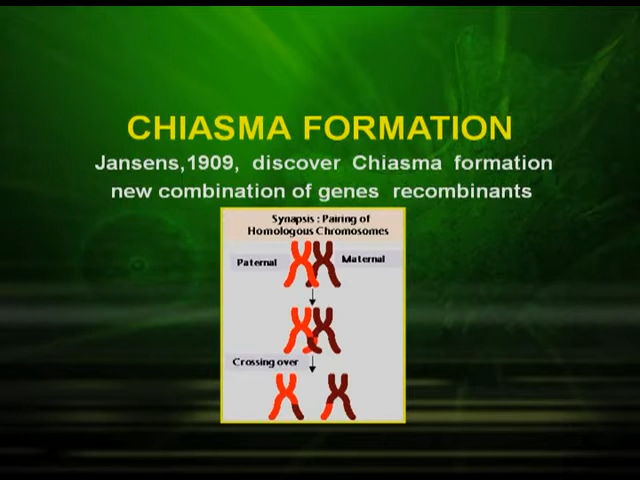 CHIASMA FORMATION
Jansens,1909, discover Chiasma formation
new combination of genes recombinants
Synapsis : Pairing of
Homologous Chromosomes
Paternal
Maternal
Crossing over